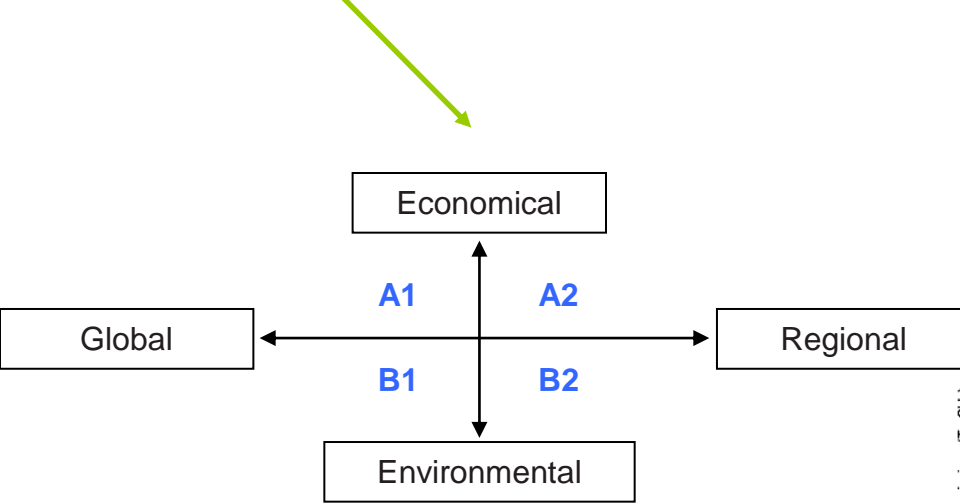 Economical
A1 A2
Global
Regional
B1 B2
Environmental